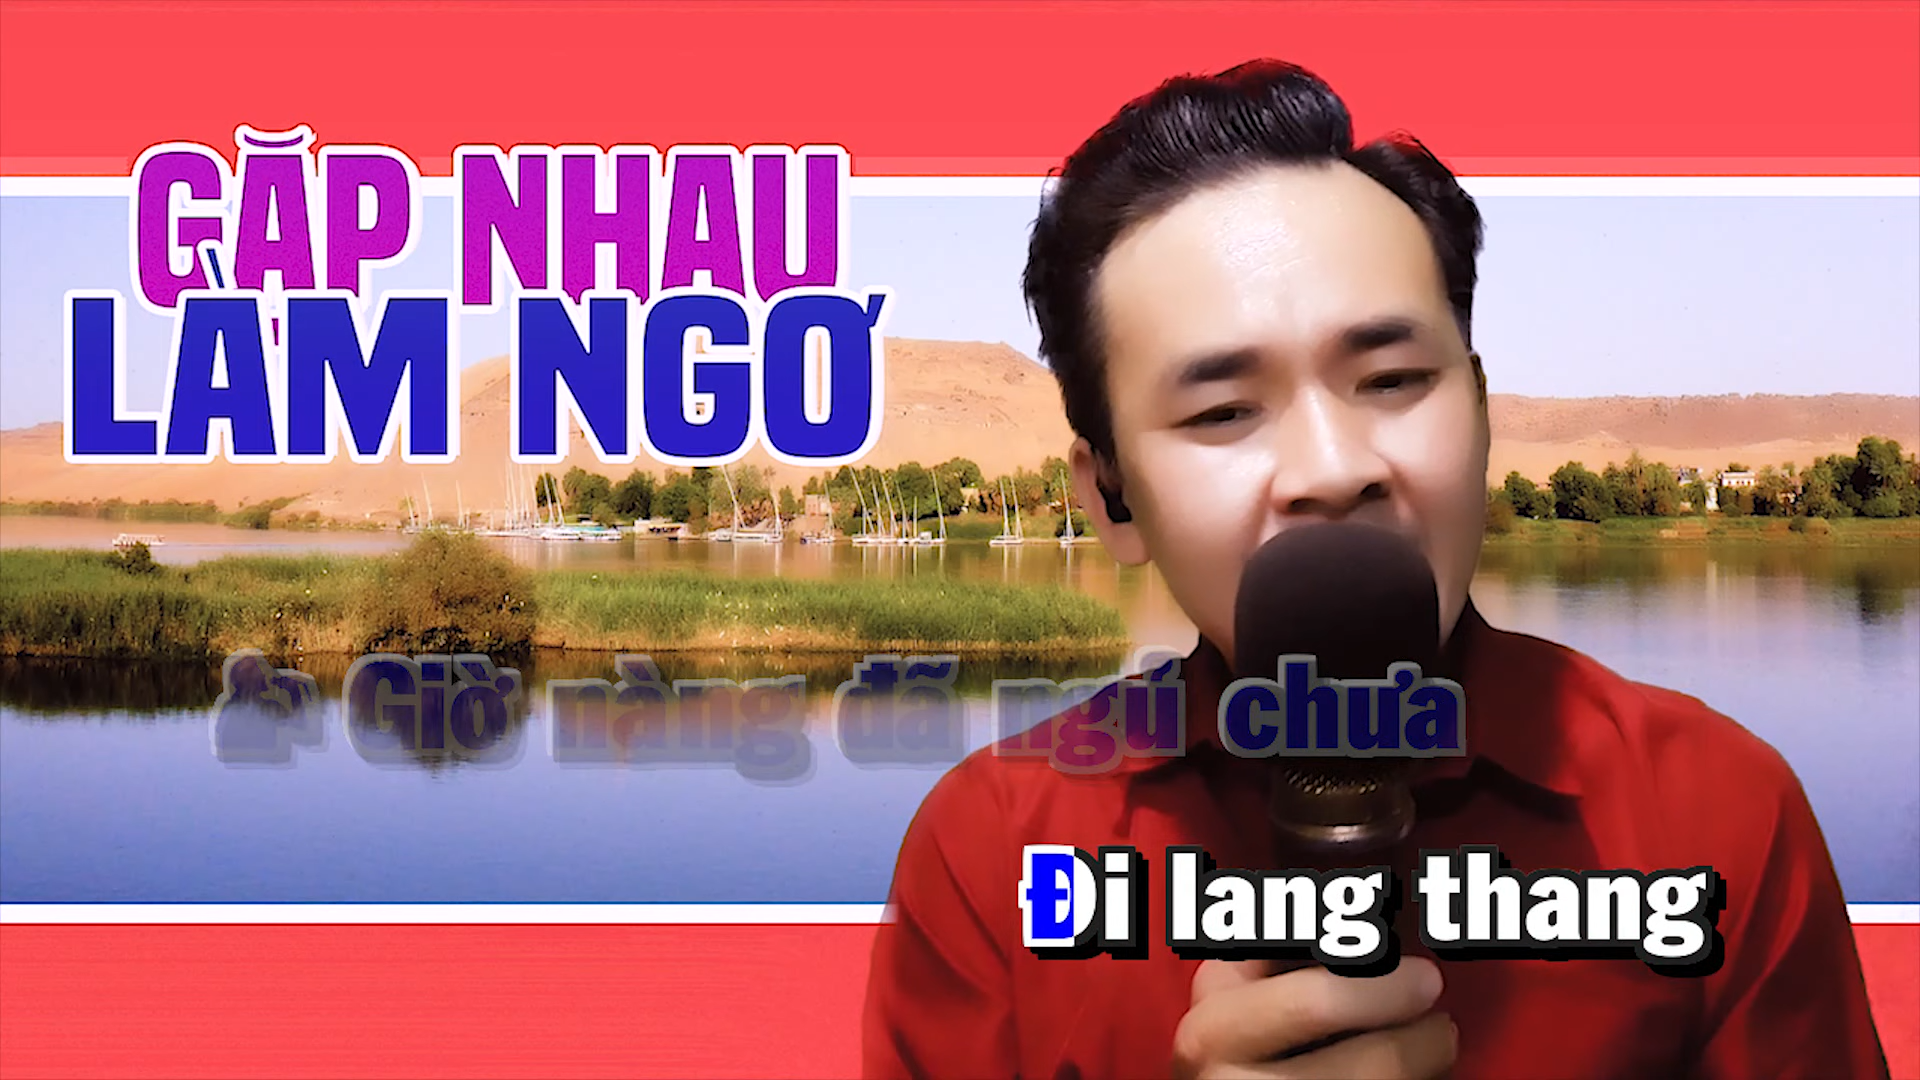 GẶP NHAU
LÀM NGƠ
Giờ nàng đã ngủ chưa
Đi lang thang